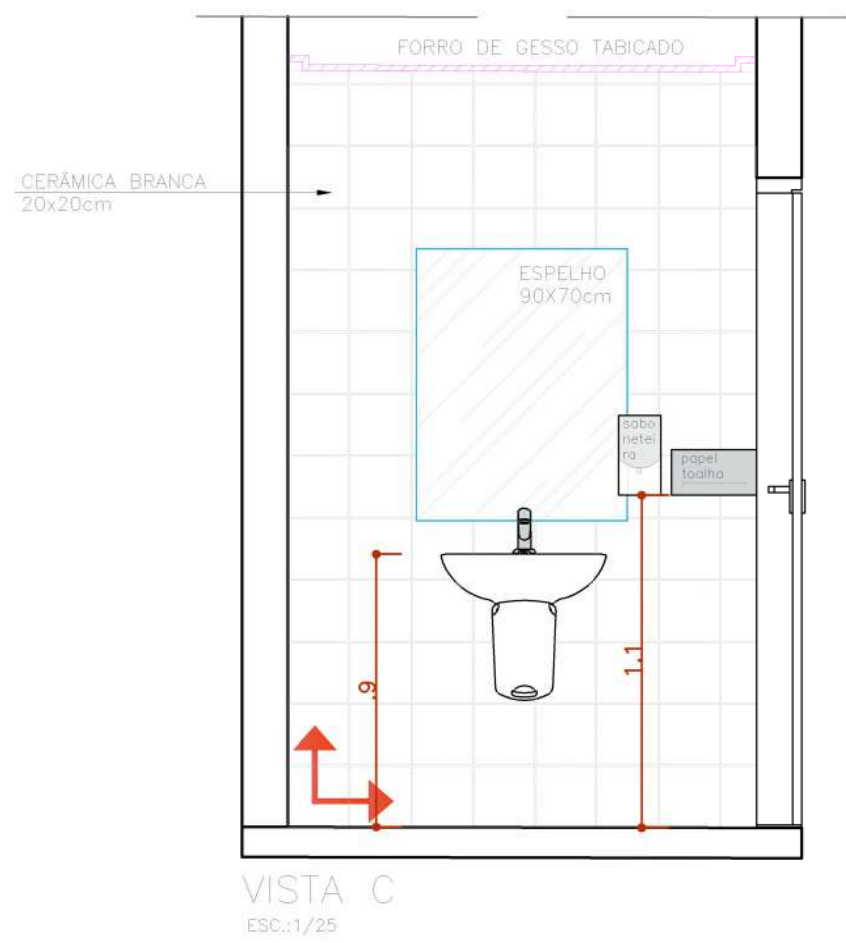 FORRO DE GESSO TABICADO
CERÂMICA BRANCA
20x20cm
ESPELHO
90X70cm
sabo
netei
ra
papel
toalha
.9
1.1
VISTA C
ESC.:1/25